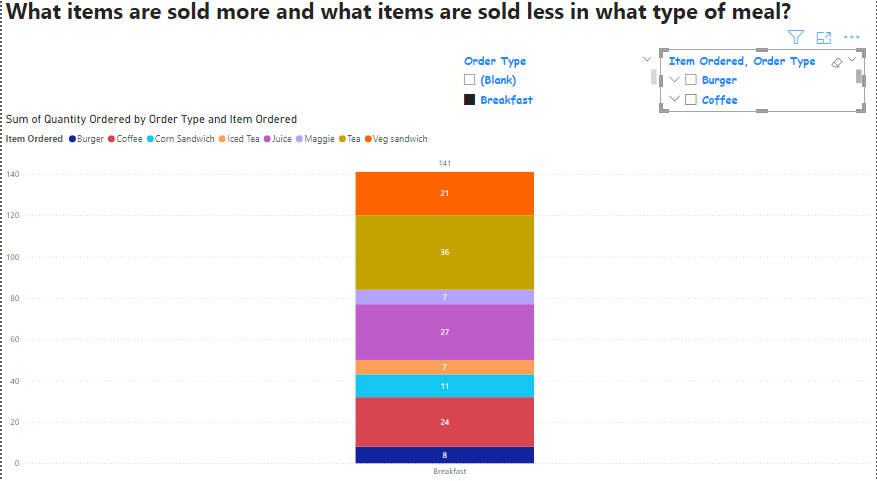 What items are sold more and what items are sold less in what type of meal?
Order Type
(Blank)
Breakfast
Item Ordered, Order Type
Burger
Coffee
Sum of Quantity Ordered by Order Type and Item Ordered
Item Ordered Burger Coffee Corn Sandwich Iced Tea Juice Maggie Tea Veg sandwich
141
140
120
100
80
60
40
20
0
21
36
7
27
7
11
24
8
Breakfast